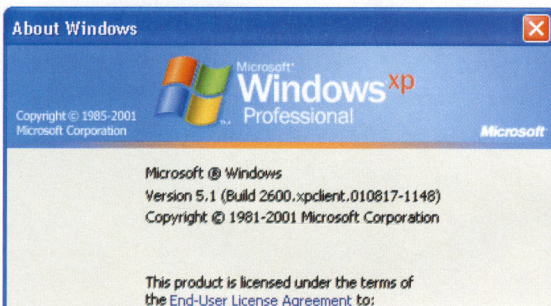 About Windows
Microsoft®
Windows xp
Professional
Copyright © 1985-2001
Microsoft Corporation
Microsoft
Microsoft ® Windows
Version 5.1 (Build 2600.xpclient.010817-1148)
Copyright © 1981-2001 Microsoft Corporation
This product is licensed under the terms of
the End-User License Agreement to: